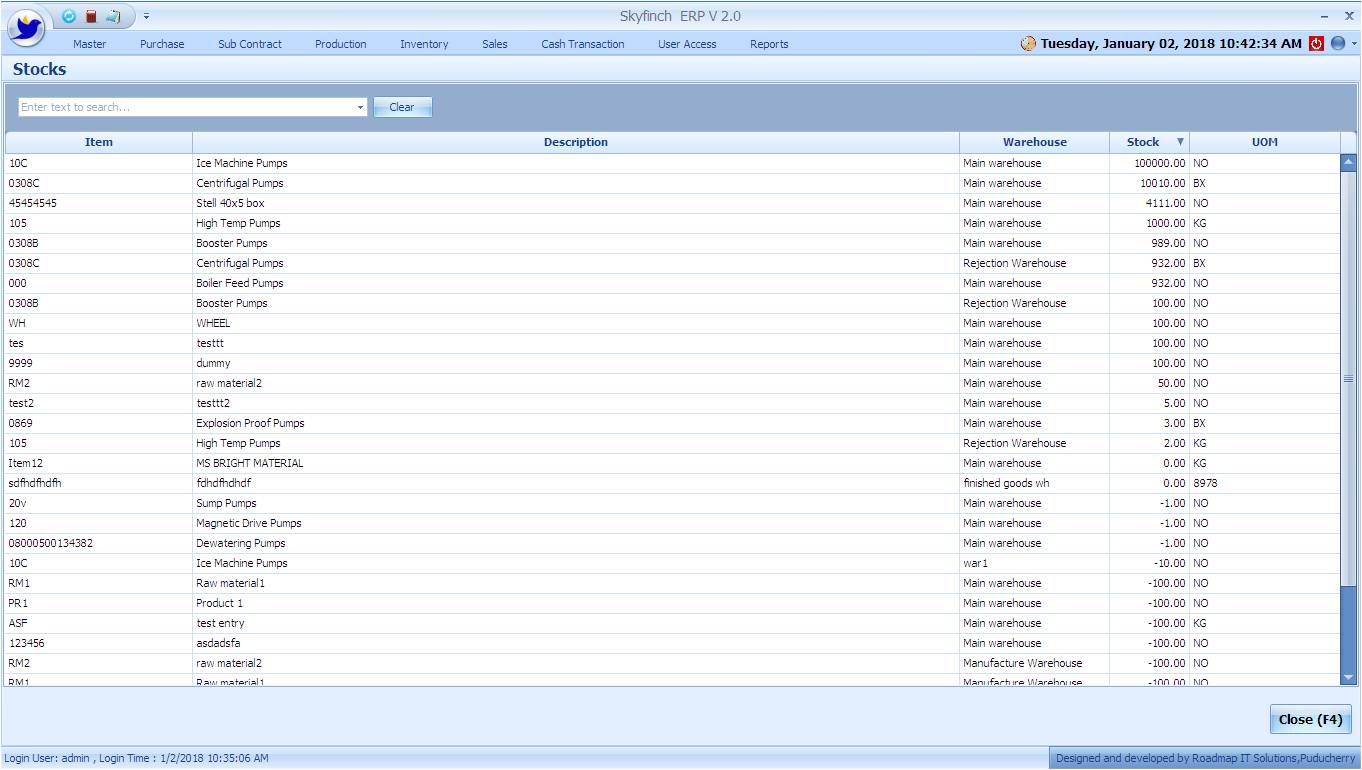 Skyfinch ERP V 2.0
Master Purchase Sub Contract Production Inventory Sales Cash Transaction User Access Reports Tuesday, January 02, 2018 10:42:34 AM
Stocks
Enter text to search... Clear
Item Description Warehouse Stock UOM
10C Ice Machine Pumps Main warehouse 100000.00 NO
0308C Centrifugal Pumps Main warehouse 10010.00 BX
45454545 Stell 40x5 box Main warehouse 4111.00 NO
105 High Temp Pumps Main warehouse 1000.00 KG
0308B Booster Pumps Main warehouse 989.00 NO
0308C Centrifugal Pumps Rejection Warehouse 932.00 BX
000 Boiler Feed Pumps Main warehouse 932.00 NO
0308B Booster Pumps Rejection Warehouse 100.00 NO
WH WHEEL Main warehouse 100.00 NO
tes testtt Main warehouse 100.00 NO
9999 dummy Main warehouse 100.00 NO
RM2 raw material2 Main warehouse 50.00 NO
test2 testtt2 Main warehouse 5.00 NO
0869 Explosion Proof Pumps Main warehouse 3.00 BX
105 High Temp Pumps Rejection Warehouse 2.00 KG
Item12 MS BRIGHT MATERIAL Main warehouse 0.00 KG
sdfhdfhdfh fdhdfhdhdf finished goods wh 0.00 8978
20v Sump Pumps Main warehouse -1.00 NO
120 Magnetic Drive Pumps Main warehouse -1.00 NO
08000500134382 Dewatering Pumps Main warehouse -1.00 NO
10C Ice Machine Pumps war1 -10.00 NO
RM1 Raw material1 Main warehouse -100.00 NO
PR1 Product 1 Main warehouse -100.00 NO
ASF test entry Main warehouse -100.00 KG
123456 asdadsfa Main warehouse -100.00 NO
RM2 raw material2 Manufacture Warehouse -100.00 NO
RM1 Raw material1 Manufacture Warehouse -100.00 NO
Close (F4)
Login User: admin , Login Time : 1/2/2018 10:35:06 AM Designed and developed by Roadmap IT Solutions,Puducherry